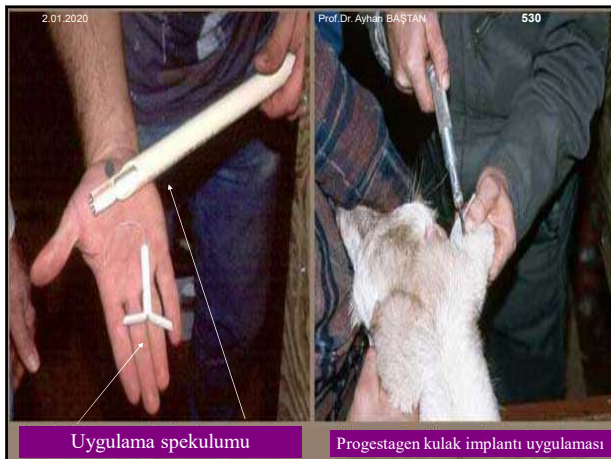 2.01.2020
Prof.Dr. Ayhan BAŞTAN
530
Uygulama spekulumu
Progestagen kulak implantı uygulaması